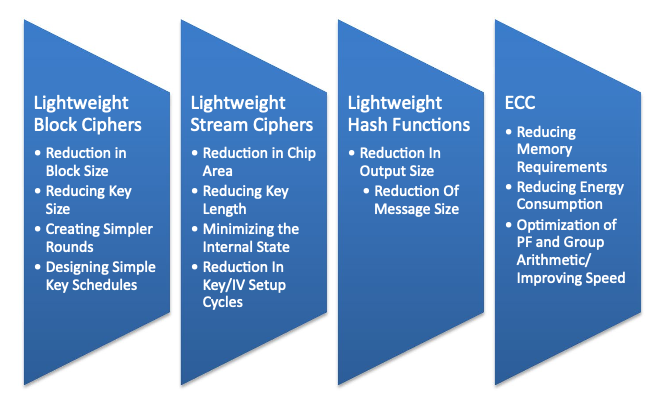 Lightweight
Block Ciphers
• Reduction in
Block Size
• Reducing Key
Size
• Creating Simpler
Rounds
• Designing Simple
Key Schedules
Lightweight
Stream Ciphers
• Reduction in Chip
Area
• Reducing Key
Length
• Minimizing the
Internal State
• Reduction In
Key/IV Setup
Cycles
Lightweight
Hash Functions
• Reduction In
Output Size
• Reduction Of
Message Size
ECC
• Reducing
Memory
Requirements
• Reducing Energy
Consumption
• Optimization of
PF and Group
Arithmetic/
Improving Speed